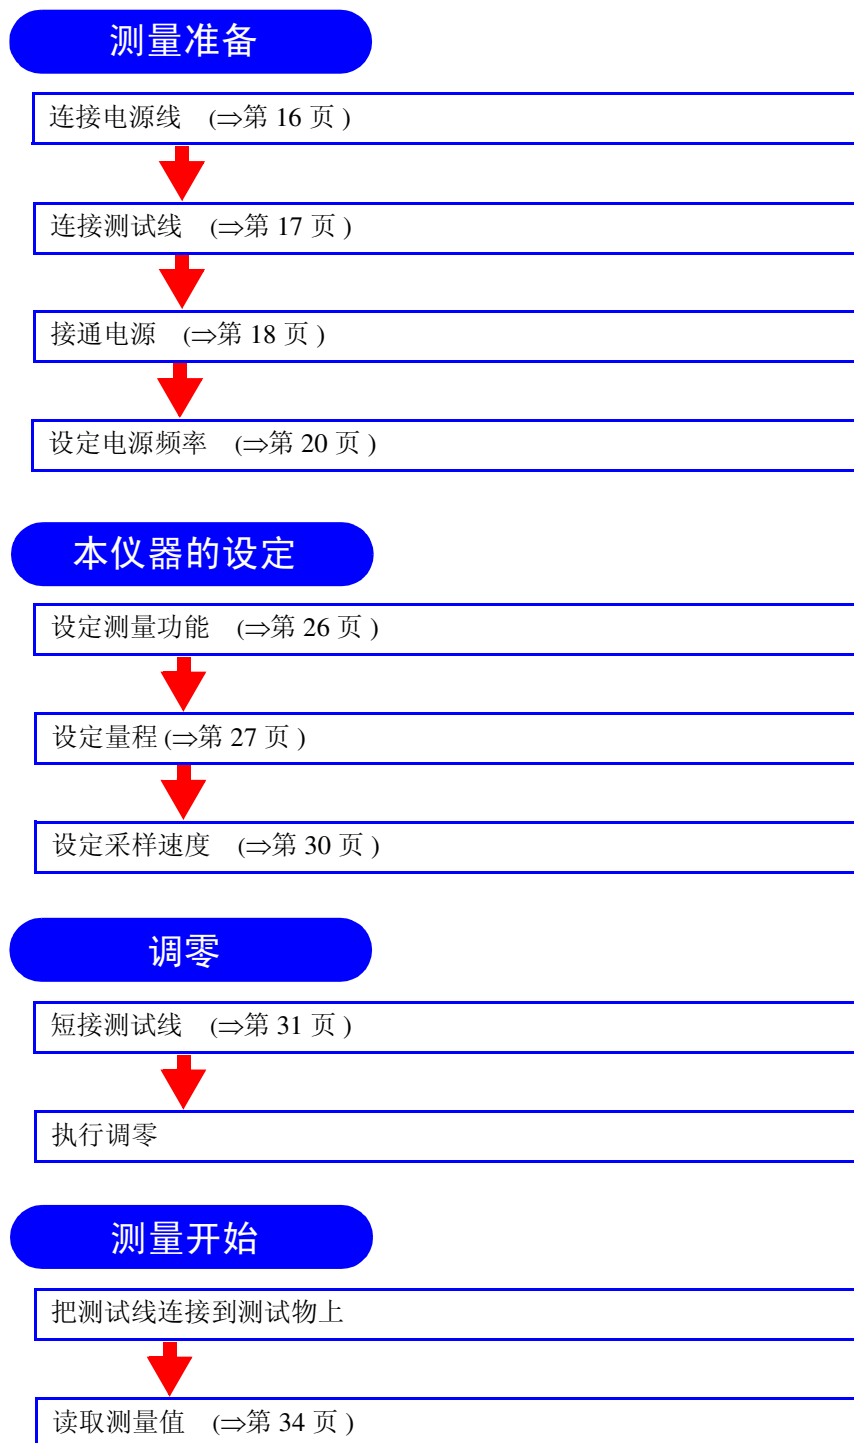 测量准备
连接电源线 (⇒第 16 页 )
连接测试线 (⇒第 17 页 )
接通电源 (⇒第 18 页 )
设定电源频率 (⇒第 20 页 )
本仪器的设定
设定测量功能 (⇒第 26 页 )
设定量程 (⇒第 27 页 )
设定采样速度 (⇒第 30 页 )
调零
短接测试线 (⇒第 31 页 )
执行调零
测量开始
把测试线连接到测试物上
读取测量值 (⇒第 34 页 )